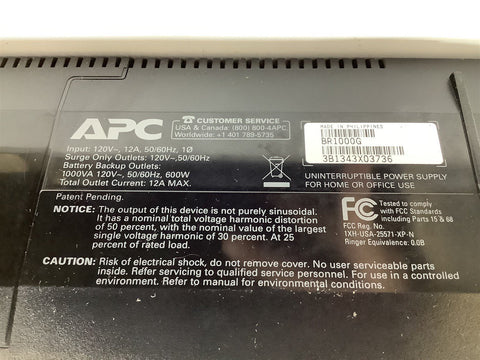 APC
☎ CUSTOMER SERVICE
USA & Canada: (800) 800-4APC
Worldwide: +1 401 789-5735
Input: 120V~, 12A, 50/60Hz, 1Ø
Surge Only Outlets: 120V~, 50/60Hz
Battery Backup Outlets:
1000VA 120V~, 50/60Hz, 600W
Total Outlet Current: 12A MAX.
MADE IN PHILIPPINES
BR1000G
3B1343X03736
UNINTERRUPTIBLE POWER SUPPLY
FOR HOME OR OFFICE USE
Patent Pending.
NOTICE: The output of this device is not purely sinusoidal.
It has a nominal total voltage harmonic distortion
of 50 percent, with a nominal value of the largest
single voltage harmonic of 30 percent. At 25
percent of rated load.
FC Tested to comply
with FCC Standards
including Parts 15 & 68
FCC Reg. No.
1XH-USA-25571-XP-N
Ringer Equivalence: 0.0B
CAUTION: Risk of electrical shock, do not remove cover. No user serviceable parts
inside. Refer servicing to qualified service personnel. For use in a controlled
environment. Refer to manual for environmental conditions.